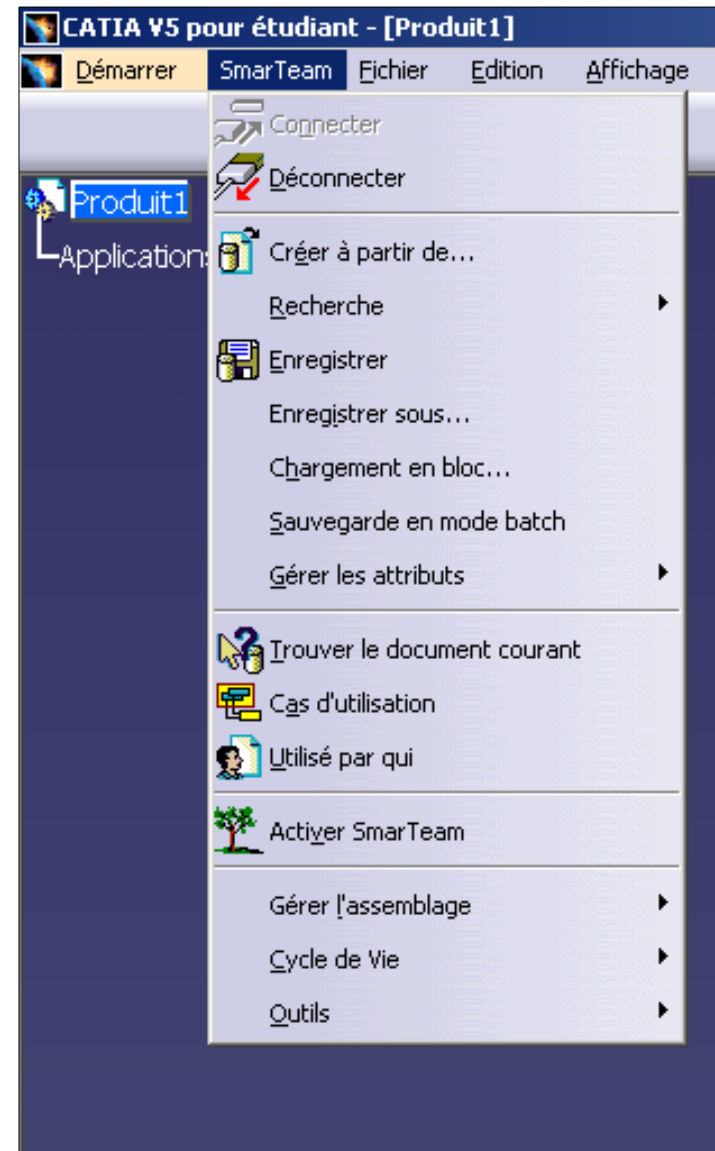 CATIA V5 pour étudiant - [Produit1]
Démarrer SmarTeam Fichier Edition Affichage
Connecter
Produit1
Déconnecter
Application
Créer à partir de...
Recherche
Enregistrer
Enregistrer sous...
Chargement en bloc...
Sauvegarde en mode batch
Gérer les attributs
Trouver le document courant
Cas d'utilisation
Utilisé par qui
Activer SmarTeam
Gérer l'assemblage
Cycle de Vie
Outils